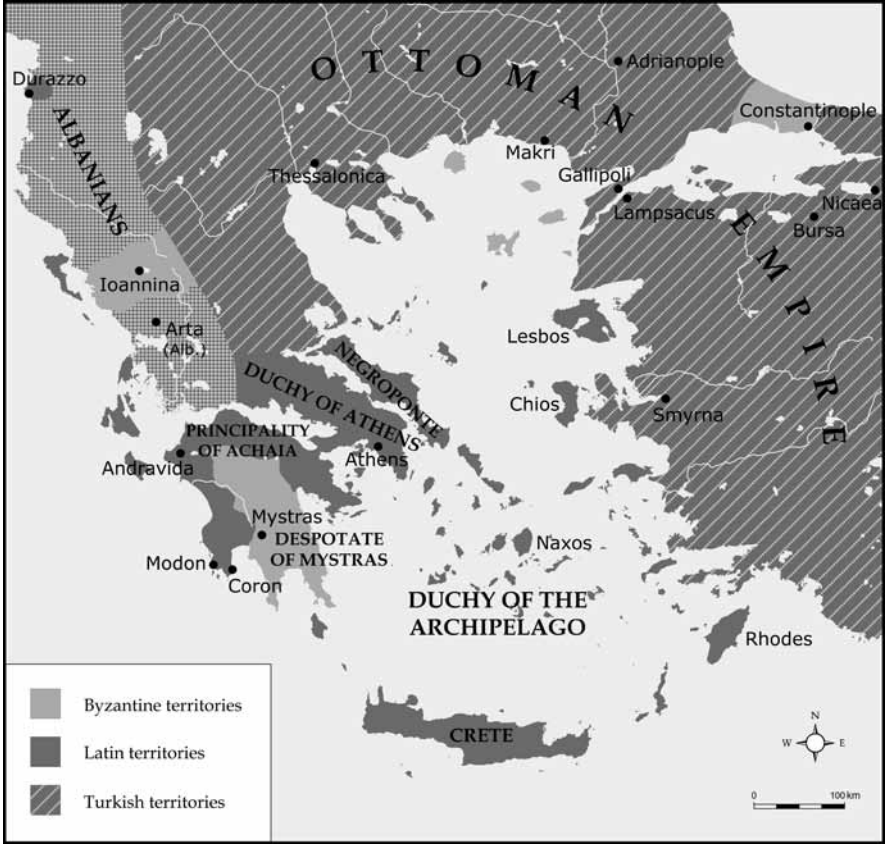 OTTOMAN
EMPIRE
Adrianople
Durazzo
Constantinople
ALBANIANS
Makri
Thessalonica
Gallipoli
Lampsacus
Nicaea
Bursa
Ioannina
Arta
(Alb.)
Lesbos
NEGROPONTE
DUCHY OF ATHENS
Chios
Smyrna
PRINCIPALITY
OF ACHAIA
Andravida
Athens
Mystras
DESPOTATE
OF MYSTRAS
Naxos
Modon
Coron
DUCHY OF THE
ARCHIPELAGO
Rhodes
CRETE
Byzantine territories
Latin territories
Turkish territories
N
W E
S
0 100 km